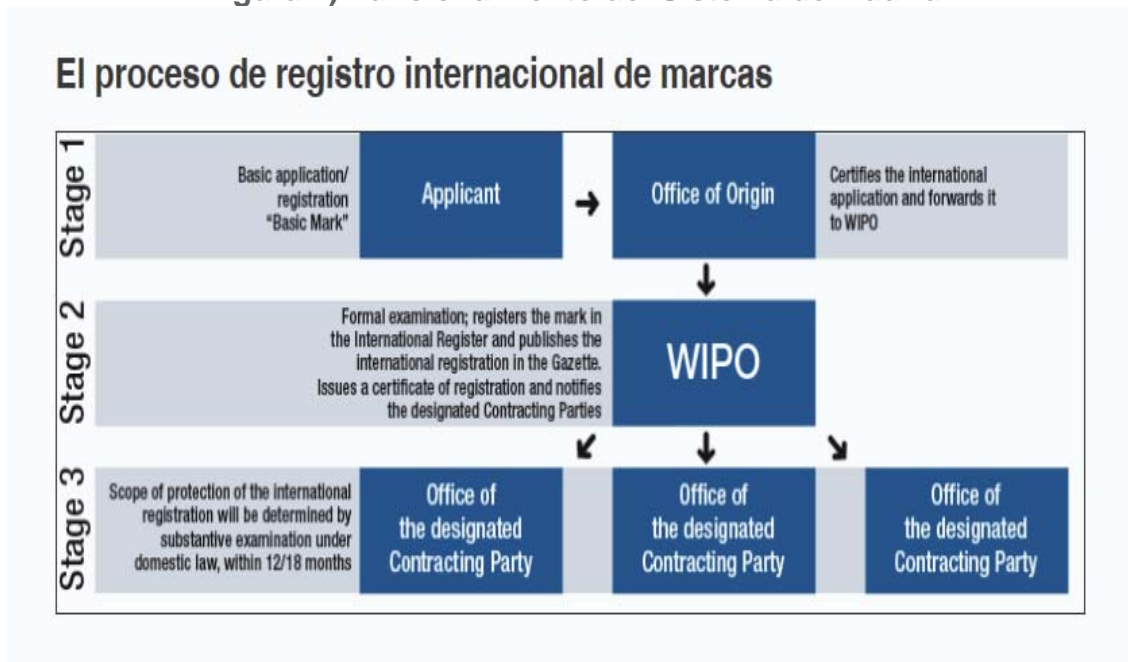 El proceso de registro internacional de marcas
Stage 1
Basic application/
registration
“Basic Mark”
Applicant
Office of Origin
Certifies the international
application and forwards it
to WIPO
Stage 2
Formal examination; registers the mark in
the International Register and publishes the
international registration in the Gazette.
Issues a certificate of registration and notifies
the designated Contracting Parties
WIPO
Stage 3
Scope of protection of the international
registration will be determined by
substantive examination under
domestic law, within 12/18 months
Office of
the designated
Contracting Party
Office of
the designated
Contracting Party
Office of
the designated
Contracting Party